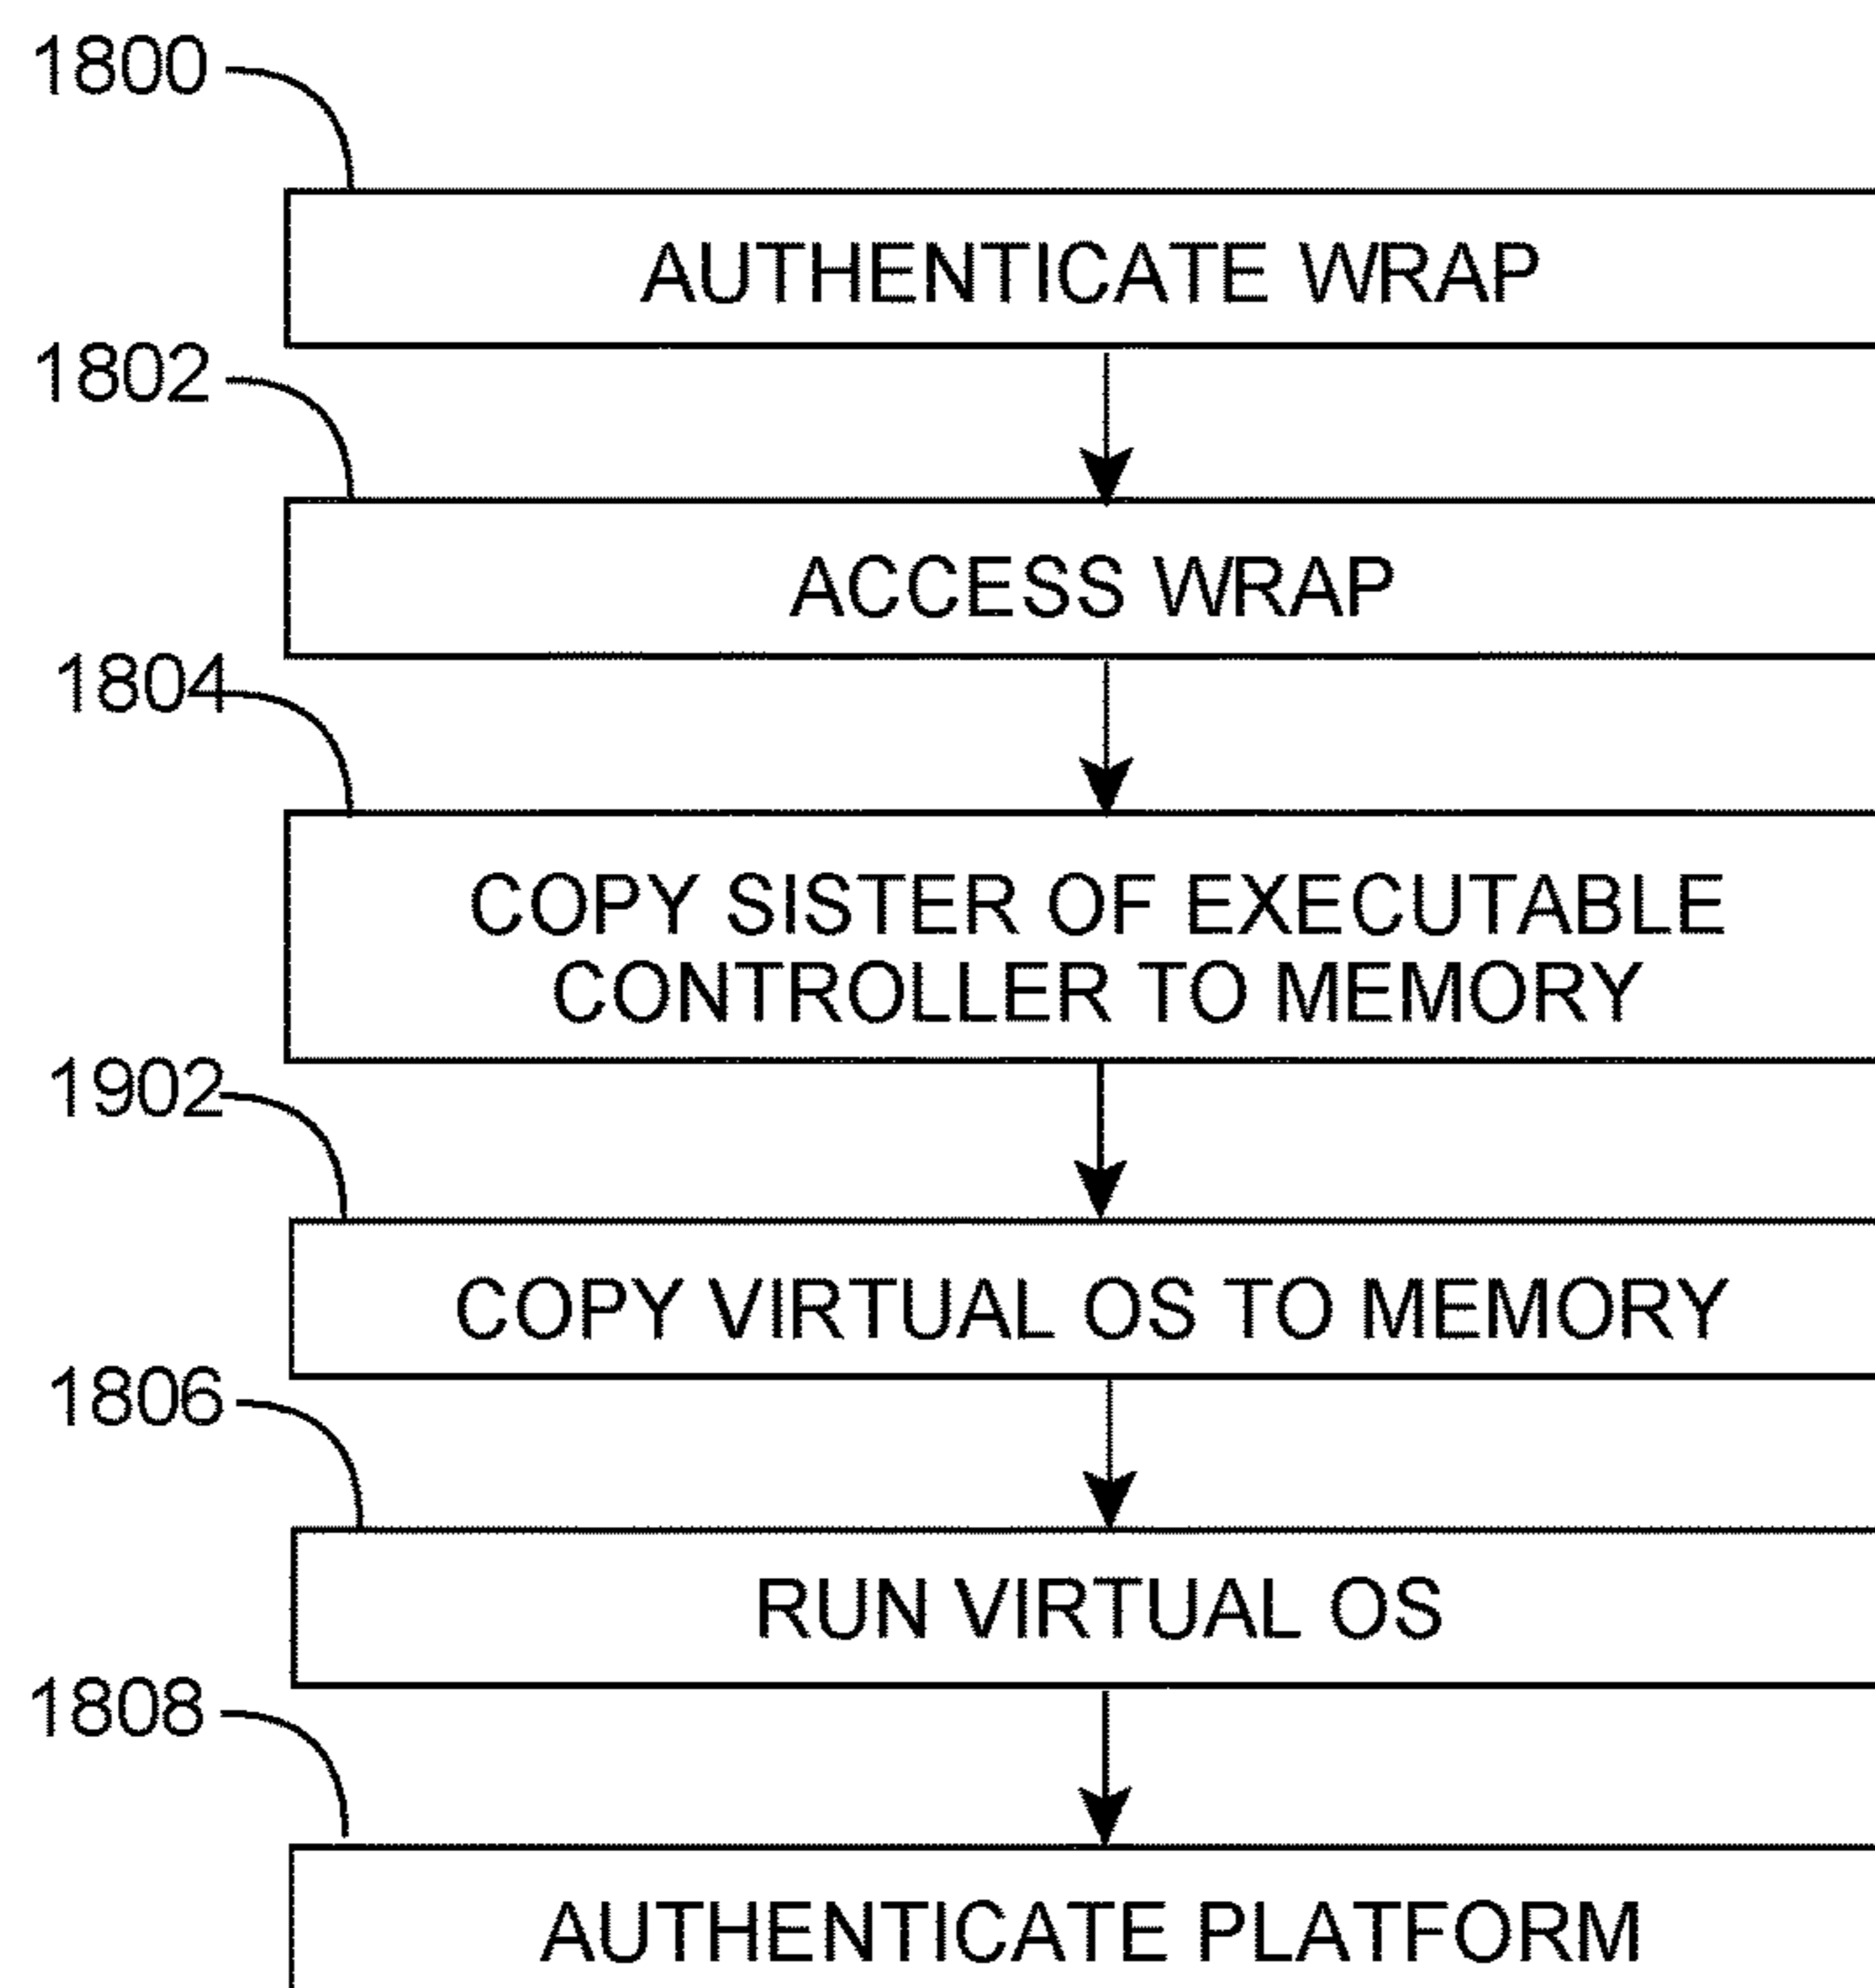 1800
AUTHENTICATE WRAP
1802
ACCESS WRAP
1804
COPY SISTER OF EXECUTABLE
CONTROLLER TO MEMORY
1902
COPY VIRTUAL OS TO MEMORY
1806
RUN VIRTUAL OS
1808
AUTHENTICATE PLATFORM